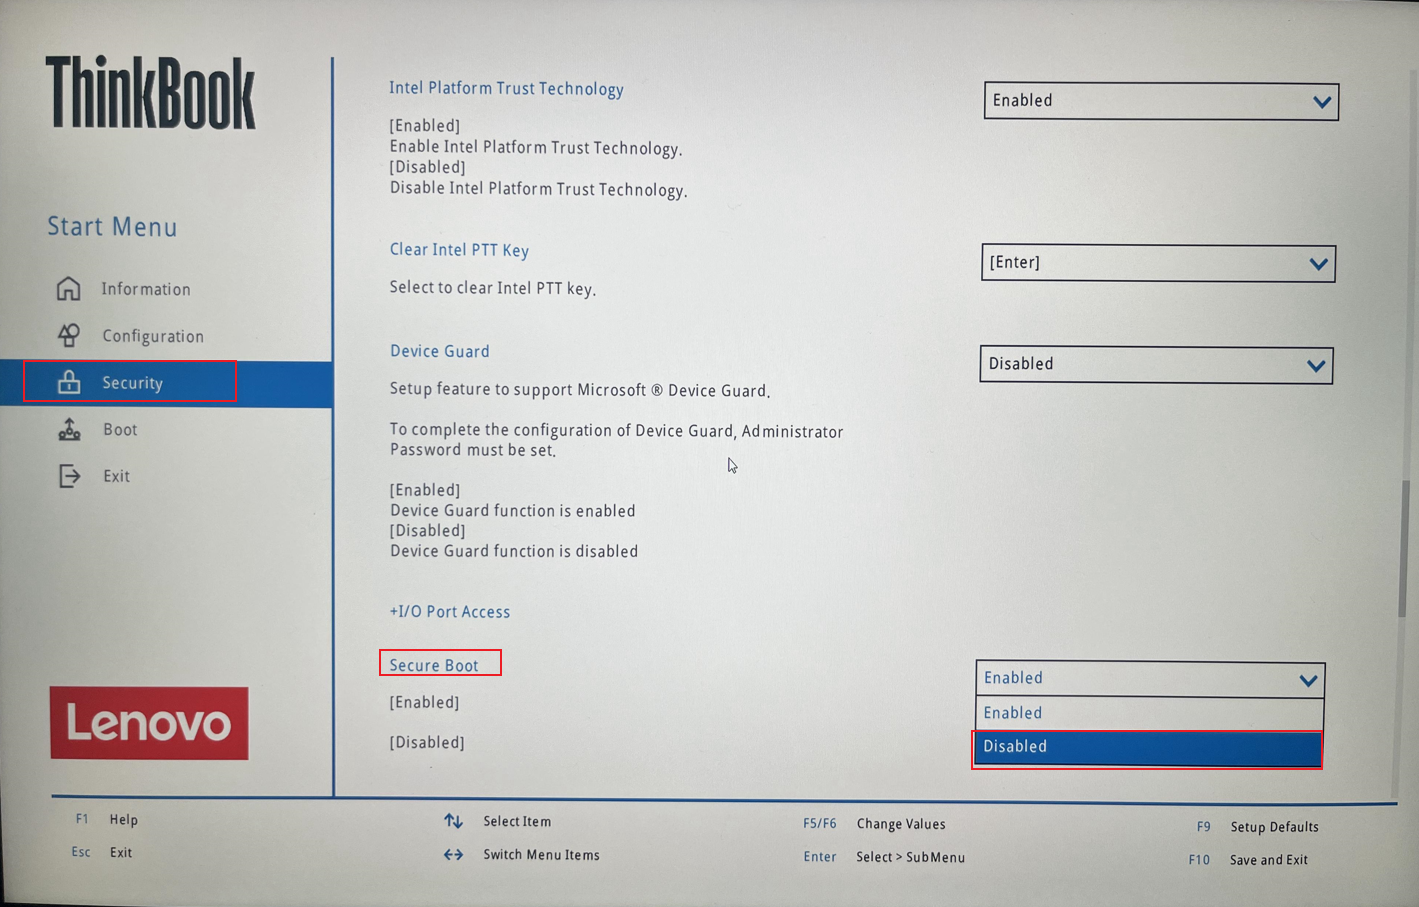 ThinkBook
Start Menu
Information
Configuration
Security
Boot
Exit
Lenovo
Intel Platform Trust Technology
Enabled
[Enabled]
Enable Intel Platform Trust Technology.
[Disabled]
Disable Intel Platform Trust Technology.
Clear Intel PTT Key
[Enter]
Select to clear Intel PTT key.
Device Guard
Disabled
Setup feature to support Microsoft ® Device Guard.
To complete the configuration of Device Guard, Administrator
Password must be set.
[Enabled]
Device Guard function is enabled
[Disabled]
Device Guard function is disabled
+I/O Port Access
Secure Boot
Enabled
[Enabled]
Enabled
[Disabled]
Disabled
F1 Help
Select Item
F5/F6 Change Values
F9 Setup Defaults
Esc Exit
Switch Menu Items
Enter Select > SubMenu
F10 Save and Exit